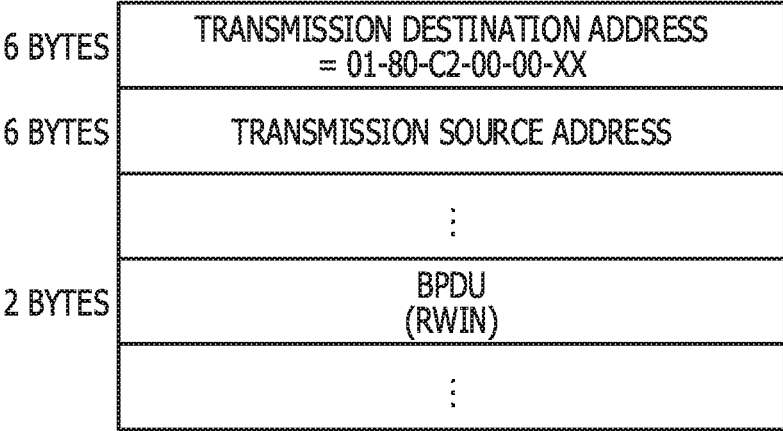 6 BYTES
TRANSMISSION DESTINATION ADDRESS
= 01-80-C2-00-00-XX
6 BYTES
TRANSMISSION SOURCE ADDRESS
⋮
2 BYTES
BPDU
(RWIN)
⋮